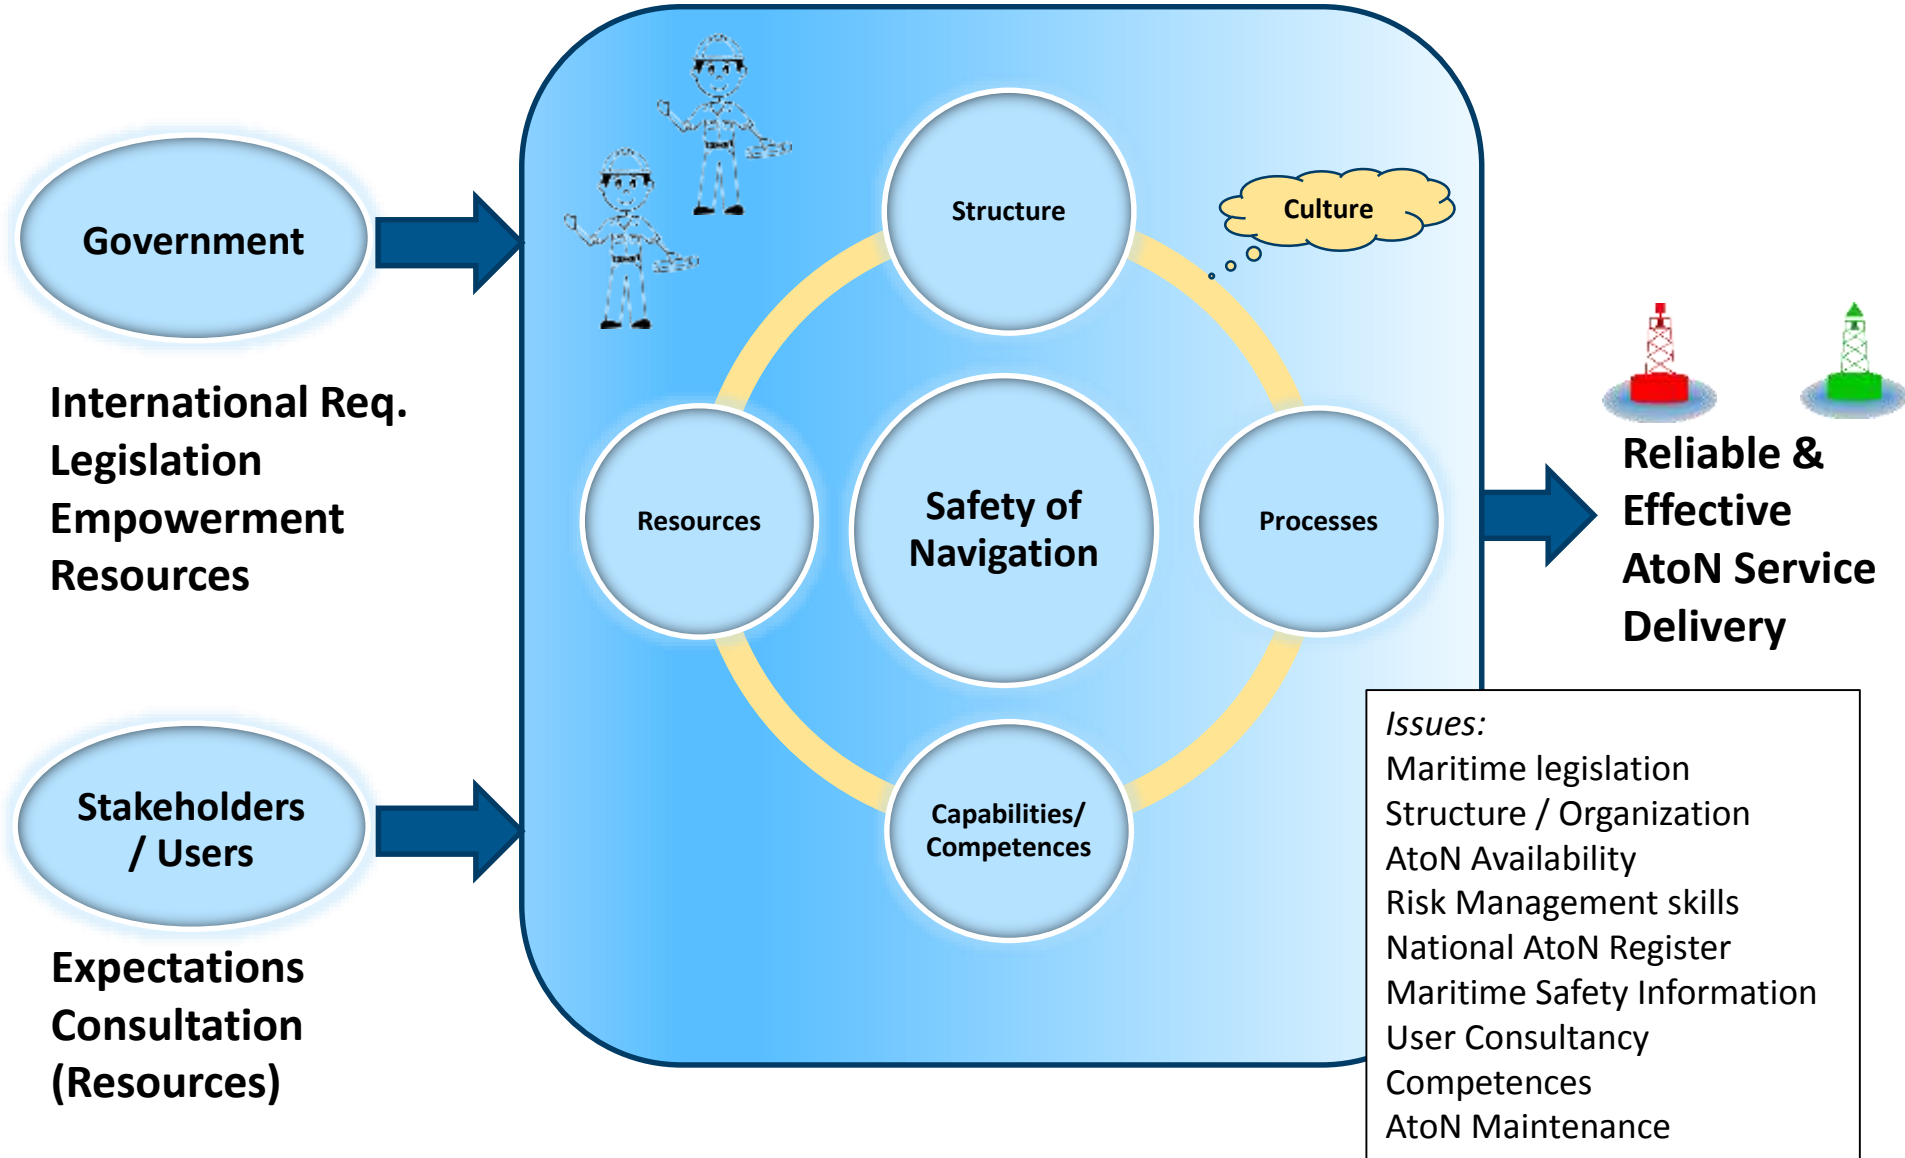 Government
International Req.
Legislation
Empowerment
Resources
Stakeholders
/ Users
Expectations
Consultation
(Resources)
Structure
Culture
Resources
Safety of
Navigation
Processes
Capabilities/
Competences
Reliable &
Effective
AtoN Service
Delivery
Issues:
Maritime legislation
Structure / Organization
AtoN Availability
Risk Management skills
National AtoN Register
Maritime Safety Information
User Consultancy
Competences
AtoN Maintenance